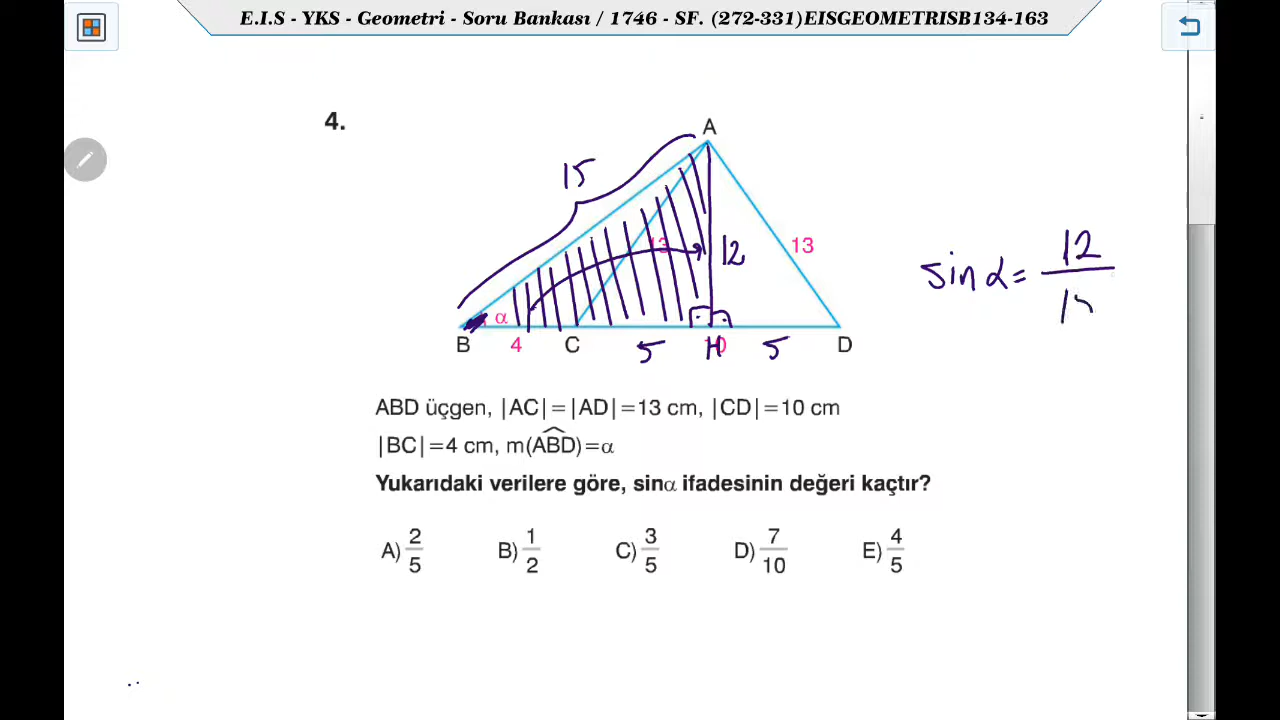 E.I.S - YKS - Geometri - Soru Bankası / 1746 - SF. (272-331)EISGEOMETRISB134-163
4.
A
15
13
12
13
sin α = 12
α
B 4 C 5 H 5 D
ABD üçgen, |AC|=|AD|=13 cm, |CD|=10 cm
|BC|=4 cm, m(ABD)=α
Yukarıdaki verilere göre, sinα ifadesinin değeri kaçtır?
A) 2/5 B) 1/2 C) 3/5 D) 7/10 E) 4/5